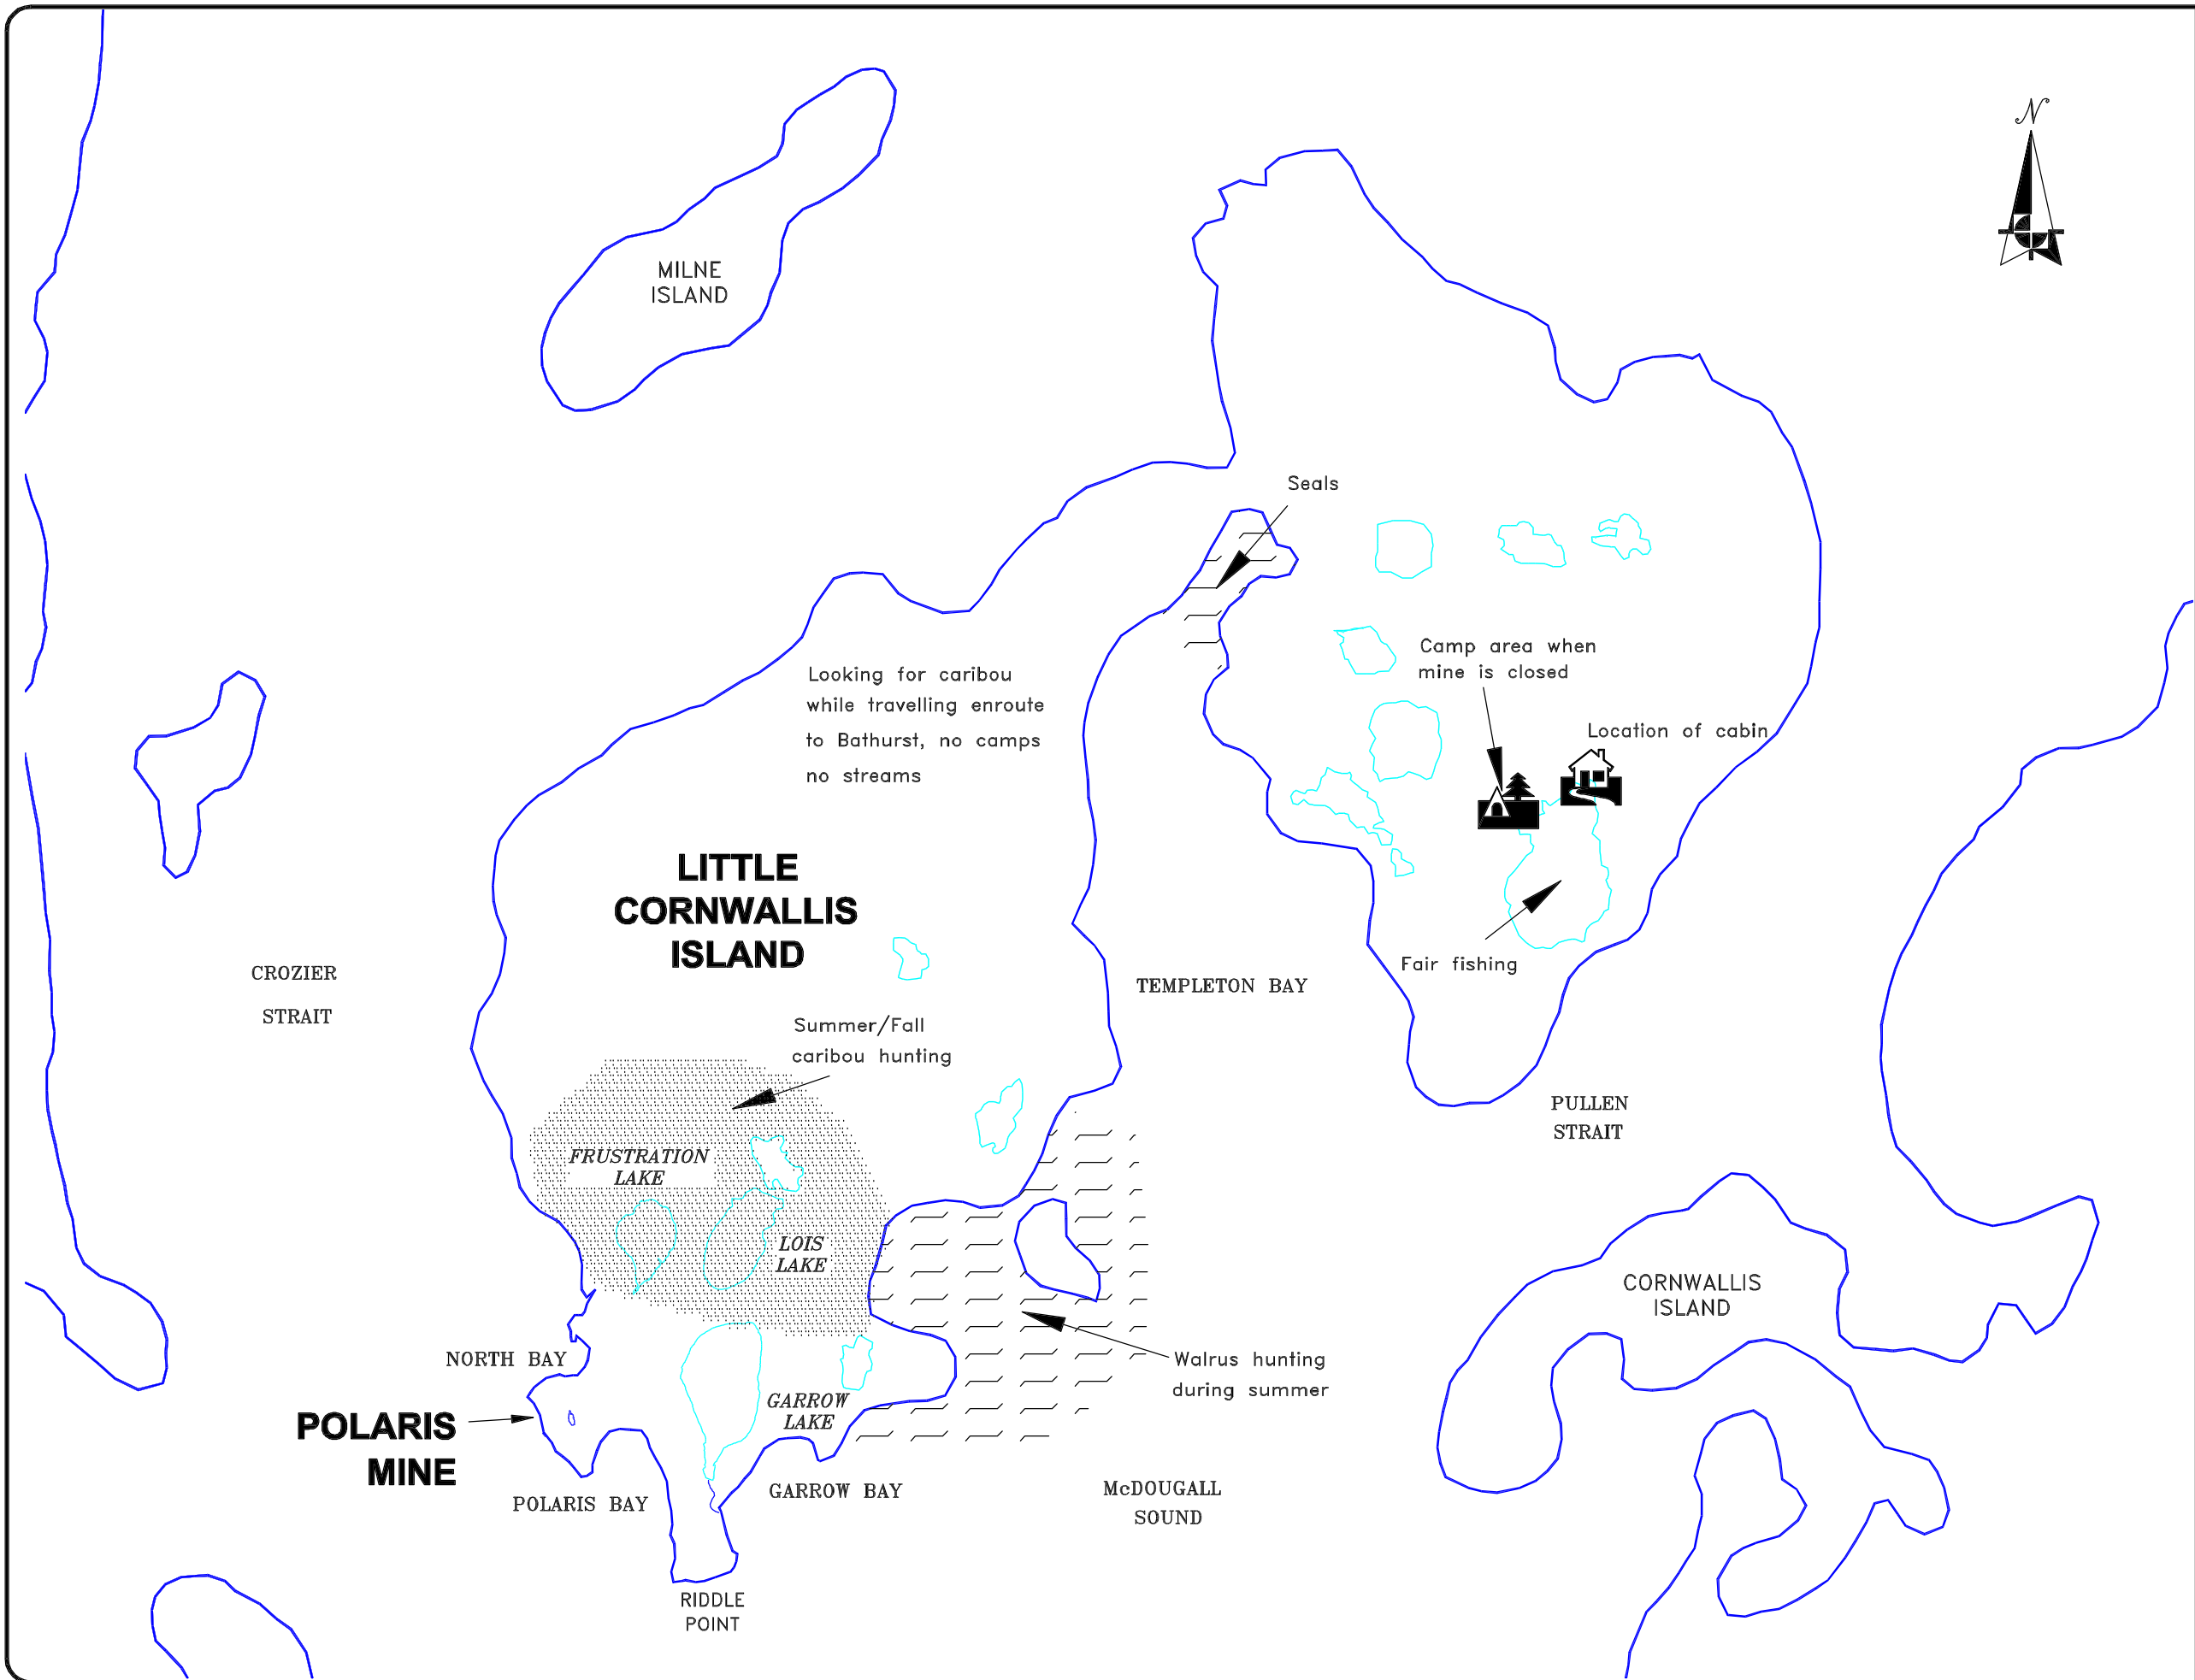 N
MILNE
ISLAND
Seals
Camp area when
mine is closed
Looking for caribou
while travelling enroute
to Bathurst, no camps
no streams
Location of cabin
LITTLE
CORNWALLIS
ISLAND
CROZIER
STRAIT
Fair fishing
TEMPLETON BAY
Summer/Fall
caribou hunting
PULLEN
STRAIT
FRUSTRATION
LAKE
LOIS
LAKE
CORNWALLIS
ISLAND
NORTH BAY
Walrus hunting
during summer
GARROW
LAKE
POLARIS
MINE
POLARIS BAY
GARROW BAY
McDOUGALL
SOUND
RIDDLE
POINT